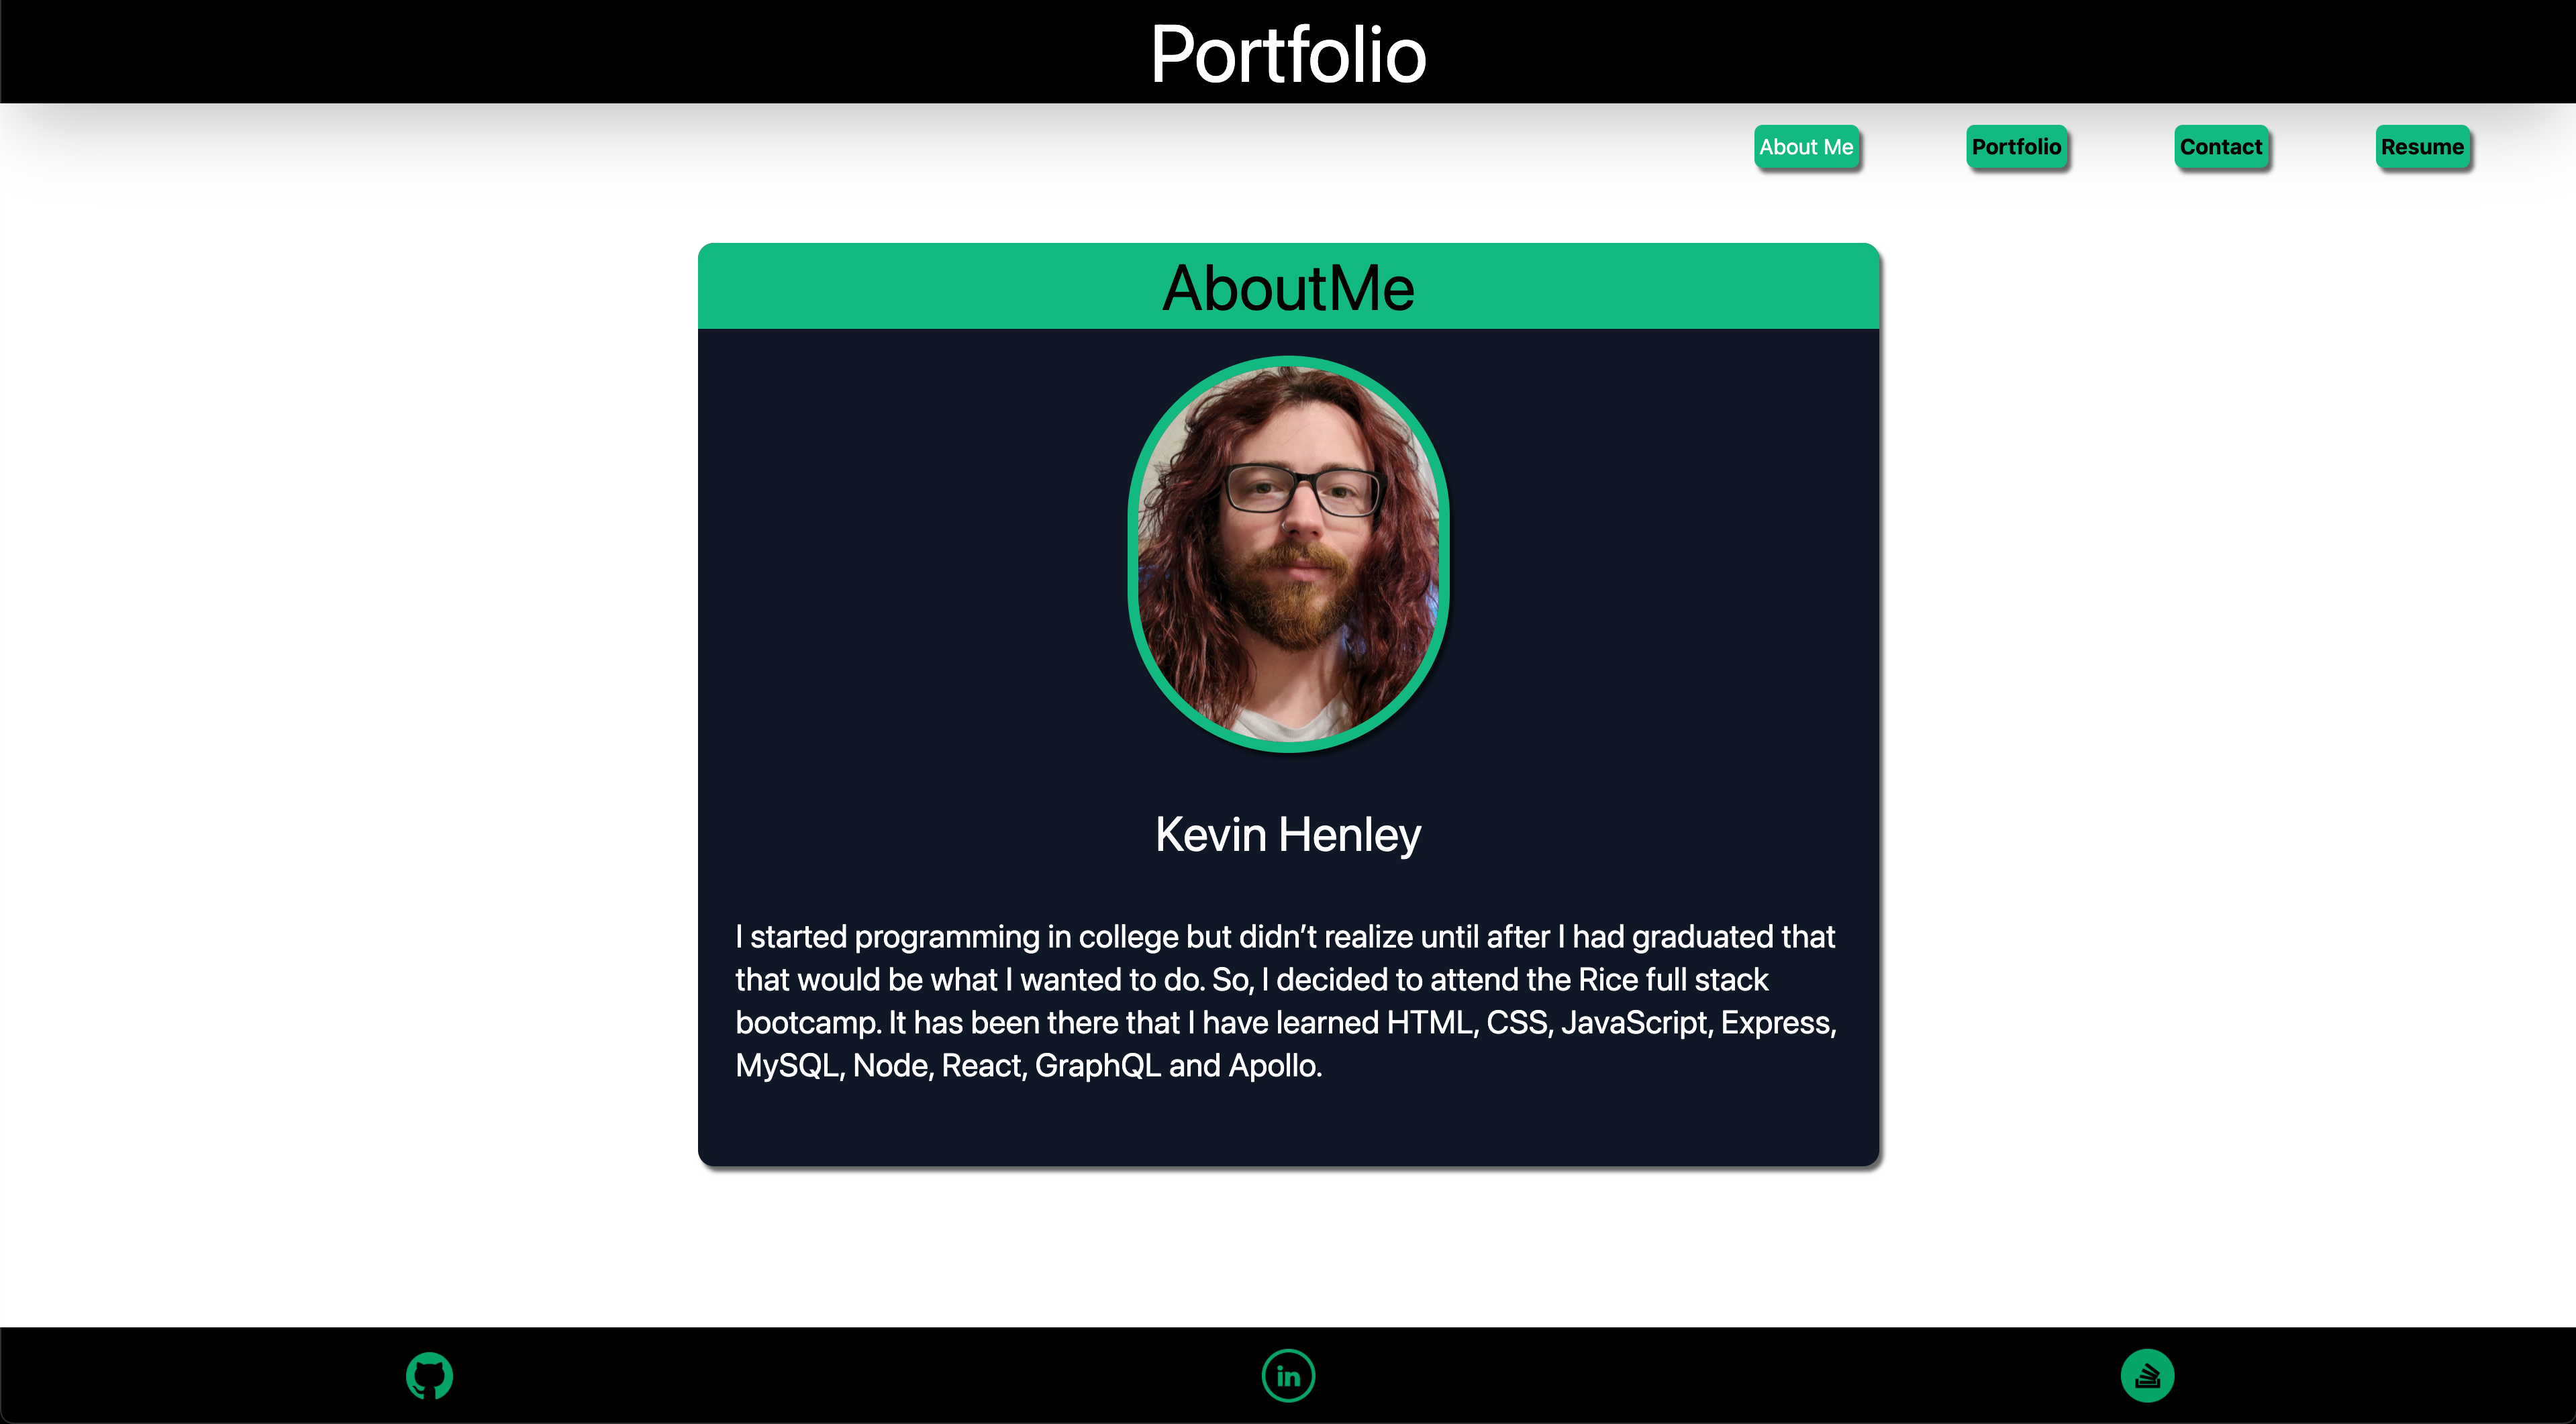 Portfolio
About Me
Portfolio
Contact
Resume
AboutMe
Kevin Henley
I started programming in college but didn’t realize until after I had graduated that
that would be what I wanted to do. So, I decided to attend the Rice full stack
bootcamp. It has been there that I have learned HTML, CSS, JavaScript, Express,
MySQL, Node, React, GraphQL and Apollo.
in